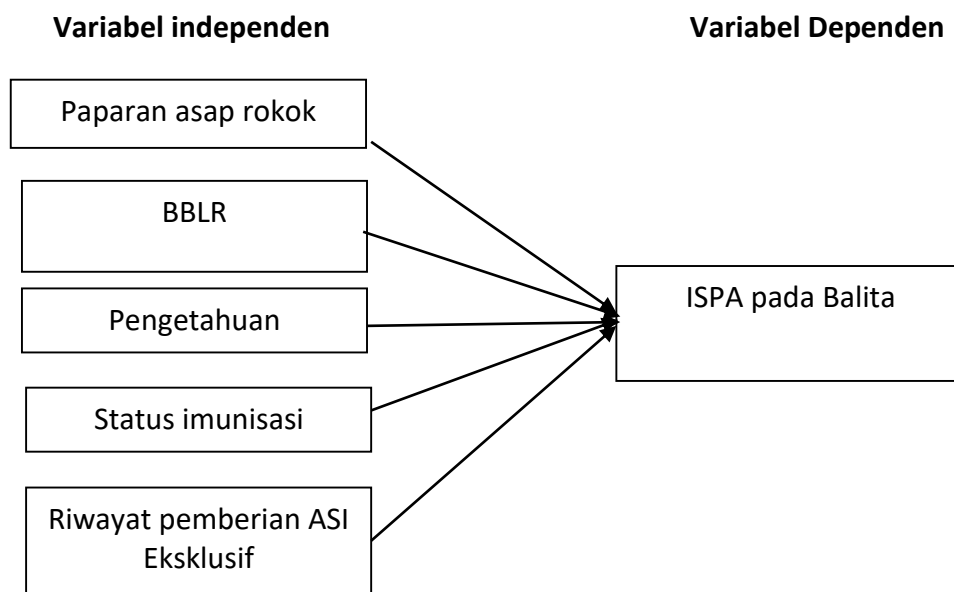 Variabel independen
Variabel Dependen
Paparan asap rokok
BBLR
Pengetahuan
Status imunisasi
Riwayat pemberian ASI
Eksklusif
ISPA pada Balita